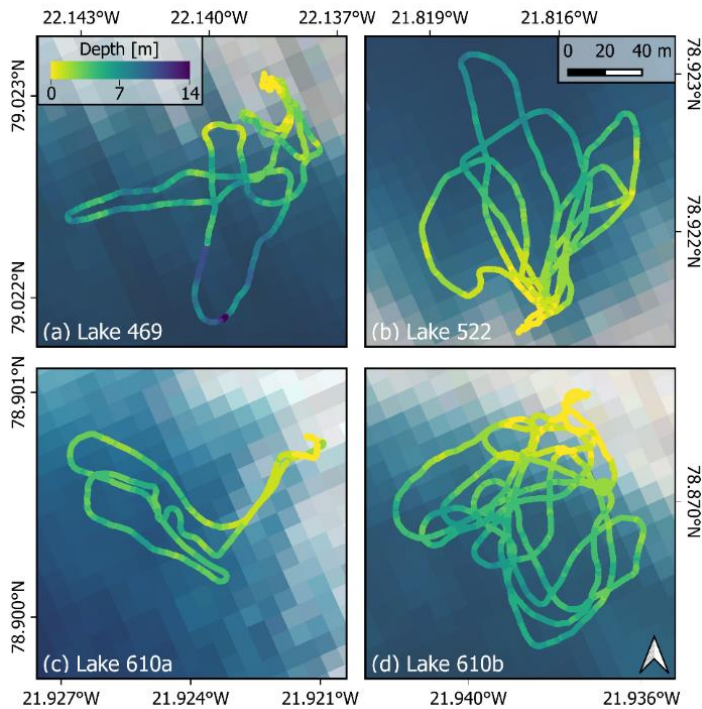 22.143°W 22.140°W 22.137°W 21.819°W 21.816°W
Depth [m]
0 7 14
0 20 40 m
79.023°N
79.022°N
78.923°N
78.922°N
(a) Lake 469
(b) Lake 522
78.901°N
78.900°N
78.870°N
(c) Lake 610a
(d) Lake 610b
21.927°W 21.924°W 21.921°W 21.940°W 21.936°W